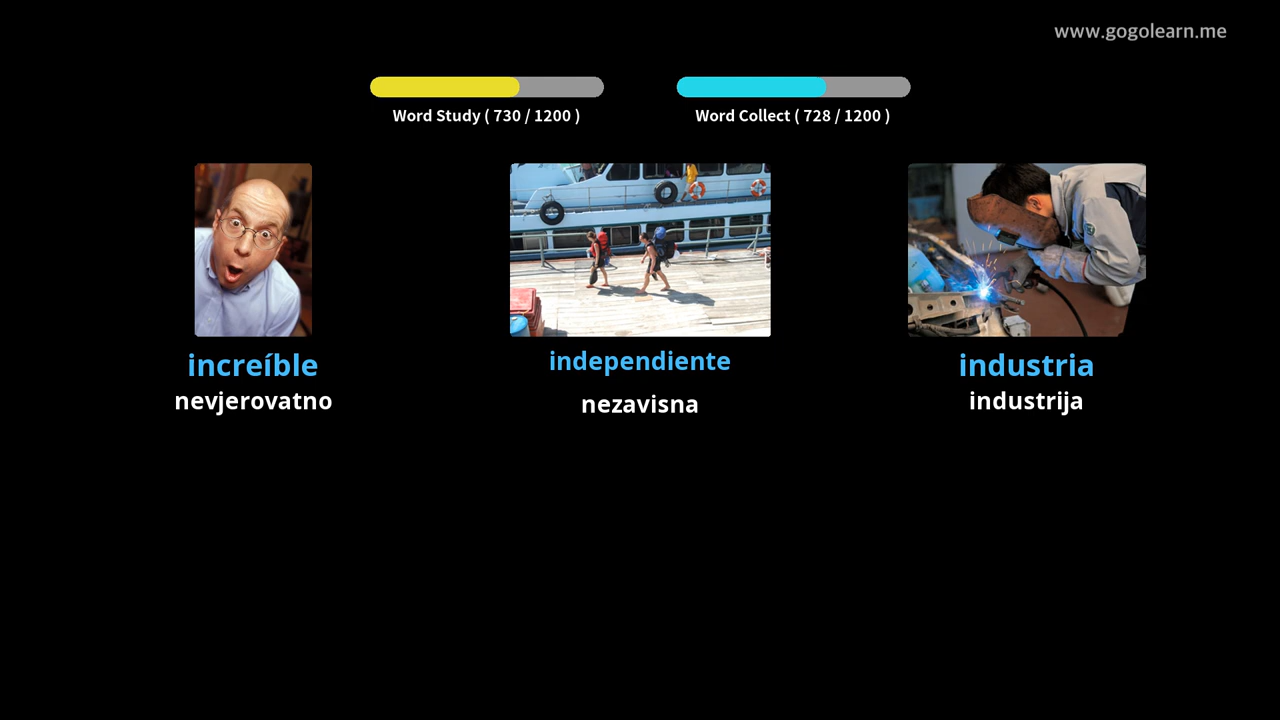 www.gogolearn.me
Word Study ( 730 / 1200 )
Word Collect ( 728 / 1200 )
increíble
nevjerovatno
independiente
nezavisna
industria
industrija